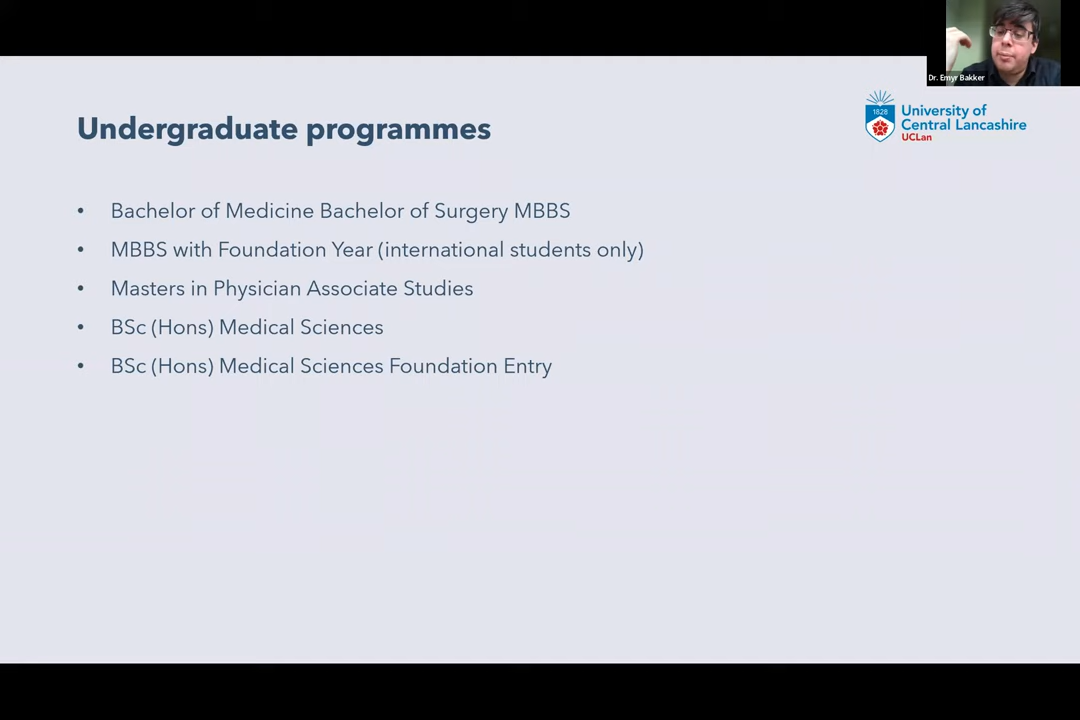 Dr. Emyr Bakker
Undergraduate programmes
1828
University of
Central Lancashire
UCLan
• Bachelor of Medicine Bachelor of Surgery MBBS
• MBBS with Foundation Year (international students only)
• Masters in Physician Associate Studies
• BSc (Hons) Medical Sciences
• BSc (Hons) Medical Sciences Foundation Entry